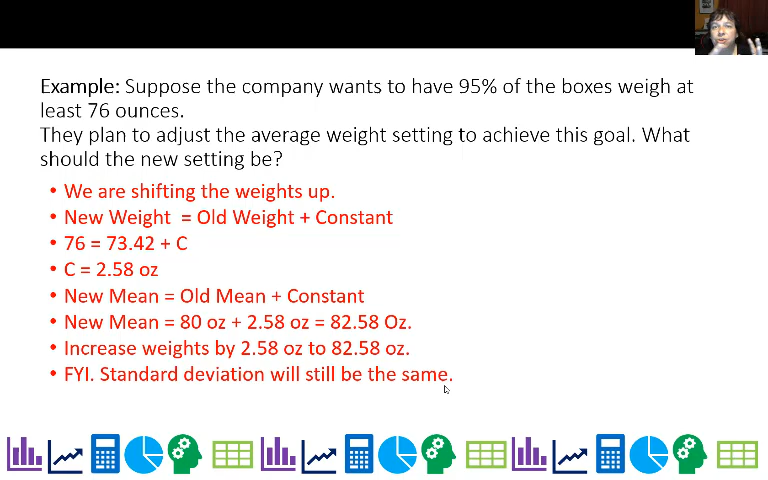 Example: Suppose the company wants to have 95% of the boxes weigh at
least 76 ounces.
They plan to adjust the average weight setting to achieve this goal. What
should the new setting be?
• We are shifting the weights up.
• New Weight = Old Weight + Constant
• 76 = 73.42 + C
• C = 2.58 oz
• New Mean = Old Mean + Constant
• New Mean = 80 oz + 2.58 oz = 82.58 Oz.
• Increase weights by 2.58 oz to 82.58 oz.
• FYI. Standard deviation will still be the same.